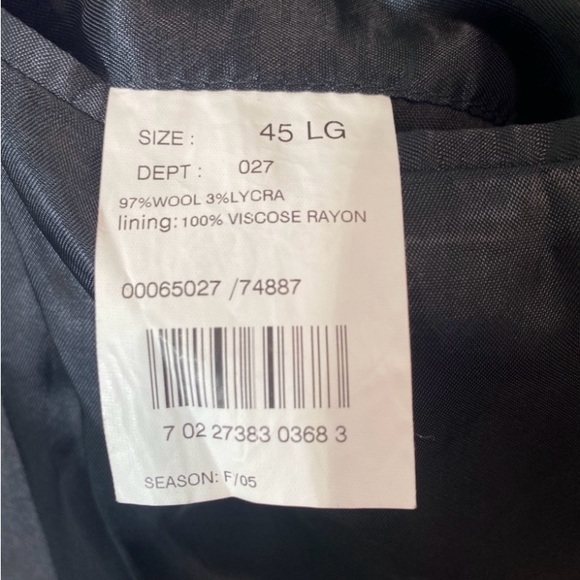 SIZE : 45 LG
DEPT : 027
97%WOOL 3%LYCRA
lining: 100% VISCOSE RAYON
00065027 /74887
7 02 27383 0368 3
SEASON: F/05